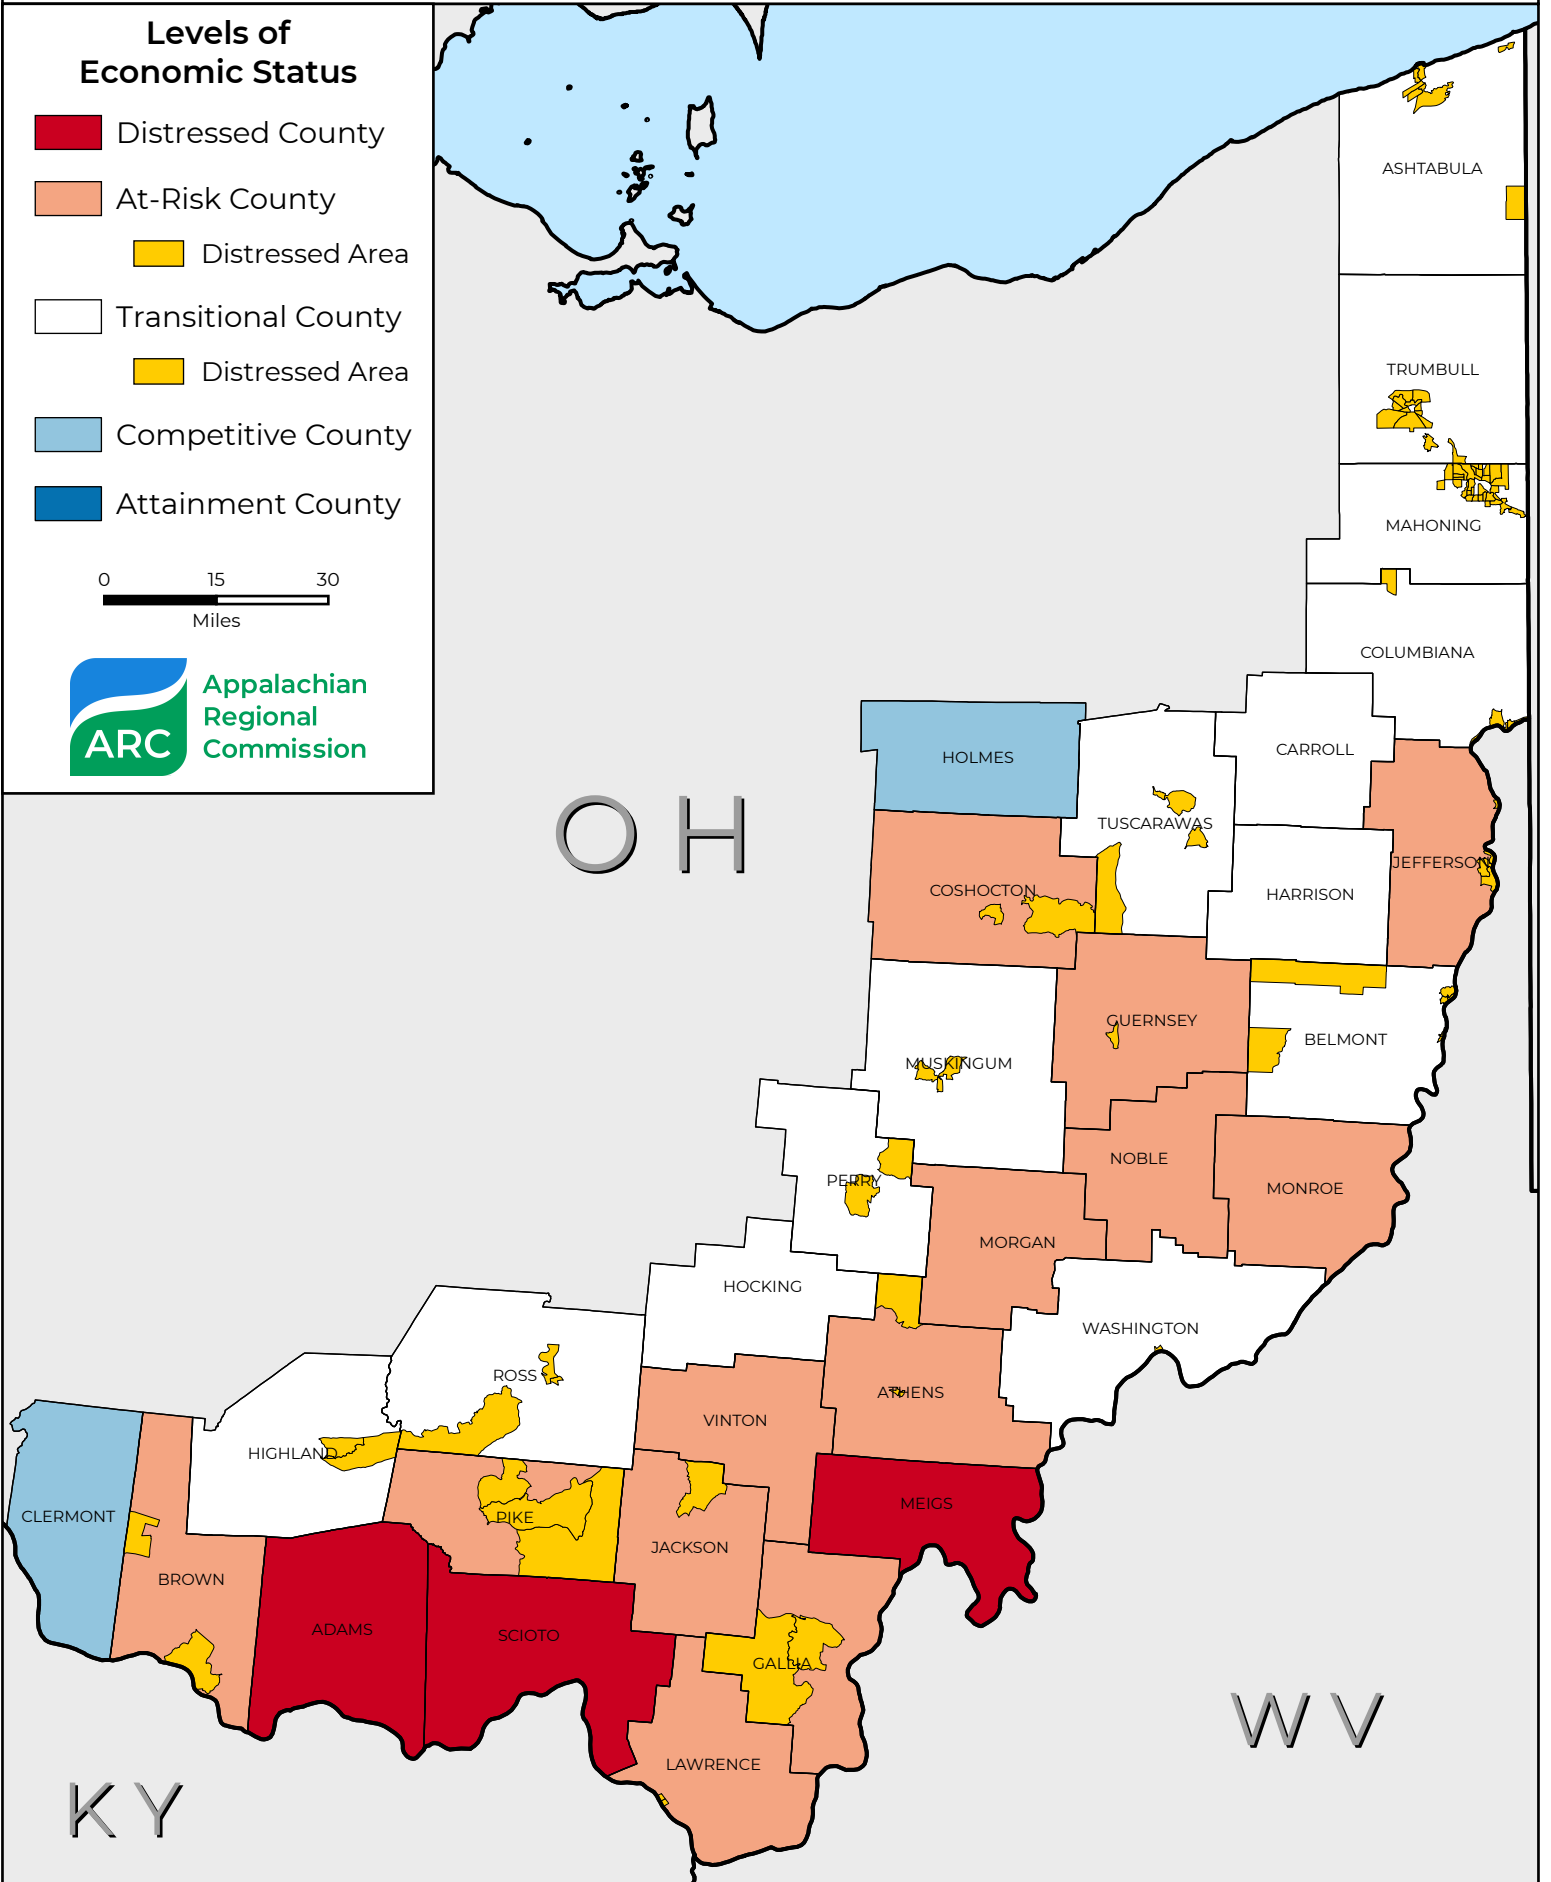 Levels of
Economic Status
Distressed County
At-Risk County
Distressed Area
Transitional County
Distressed Area
Competitive County
Attainment County
0 15 30
Miles
ARC
Appalachian
Regional
Commission
ASHTABULA
TRUMBULL
MAHONING
COLUMBIANA
CARROLL
HOLMES
OH
TUSCARAWAS
JEFFERSON
COSHOCTON
HARRISON
GUERNSEY
BELMONT
MUSKINGUM
NOBLE
PERRY
MONROE
MORGAN
HOCKING
WASHINGTON
ROSS
ATHENS
VINTON
HIGHLAND
MEIGS
CLERMONT
PIKE
JACKSON
BROWN
ADAMS
SCIOTO
GALLIA
WV
LAWRENCE
KY